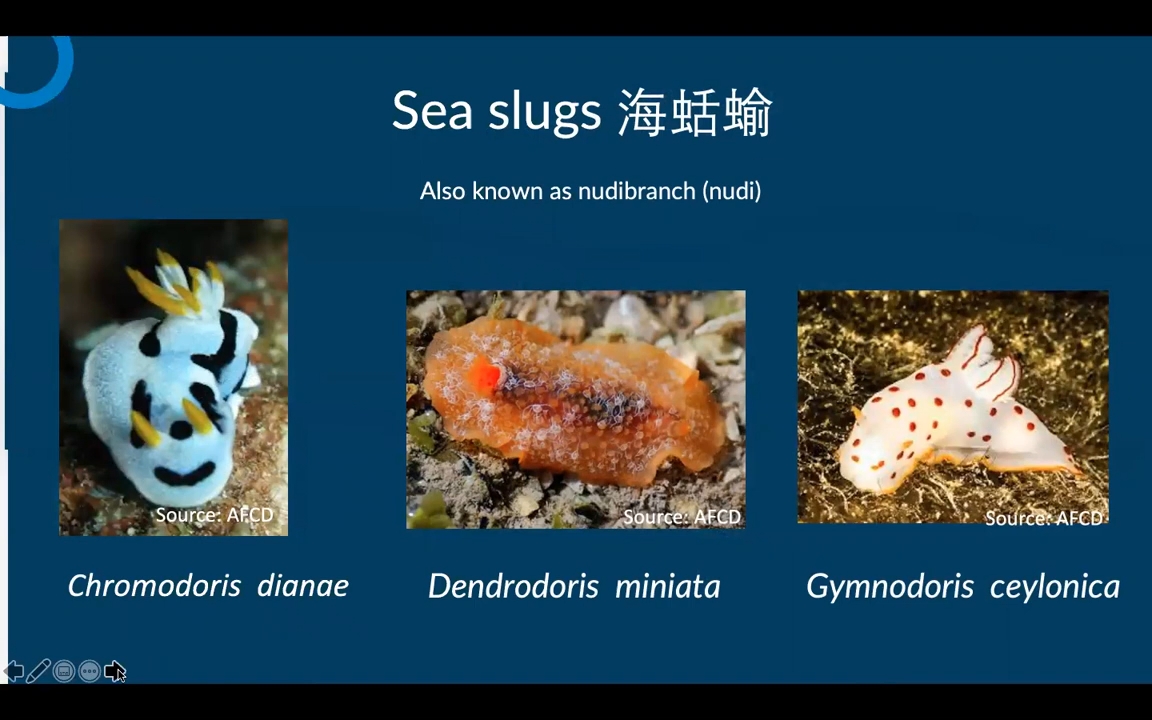 Sea slugs 海蛞蝓
Also known as nudibranch (nudi)
Source: AFCD
Source: AFCD
Source: AFCD
Chromodoris dianae
Dendrodoris miniata
Gymnodoris ceylonica